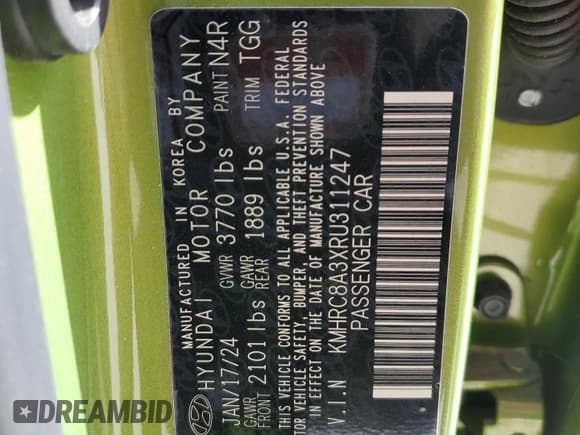 MANUFACTURED IN KOREA BY
HYUNDAI MOTOR COMPANY
JAN/17/24 GVWR 3770 lbs PAINT N4R
GAWR FRONT 2101 lbs GAWR REAR 1889 lbs TRIM TGG
THIS VEHICLE CONFORMS TO ALL APPLICABLE U.S.A. FEDERAL
MOTOR VEHICLE SAFETY, BUMPER, AND THEFT PREVENTION STANDARDS
IN EFFECT ON THE DATE OF MANUFACTURE SHOWN ABOVE
V.I.N KMHRC8A3XRU311247
PASSENGER CAR
DREAMBID